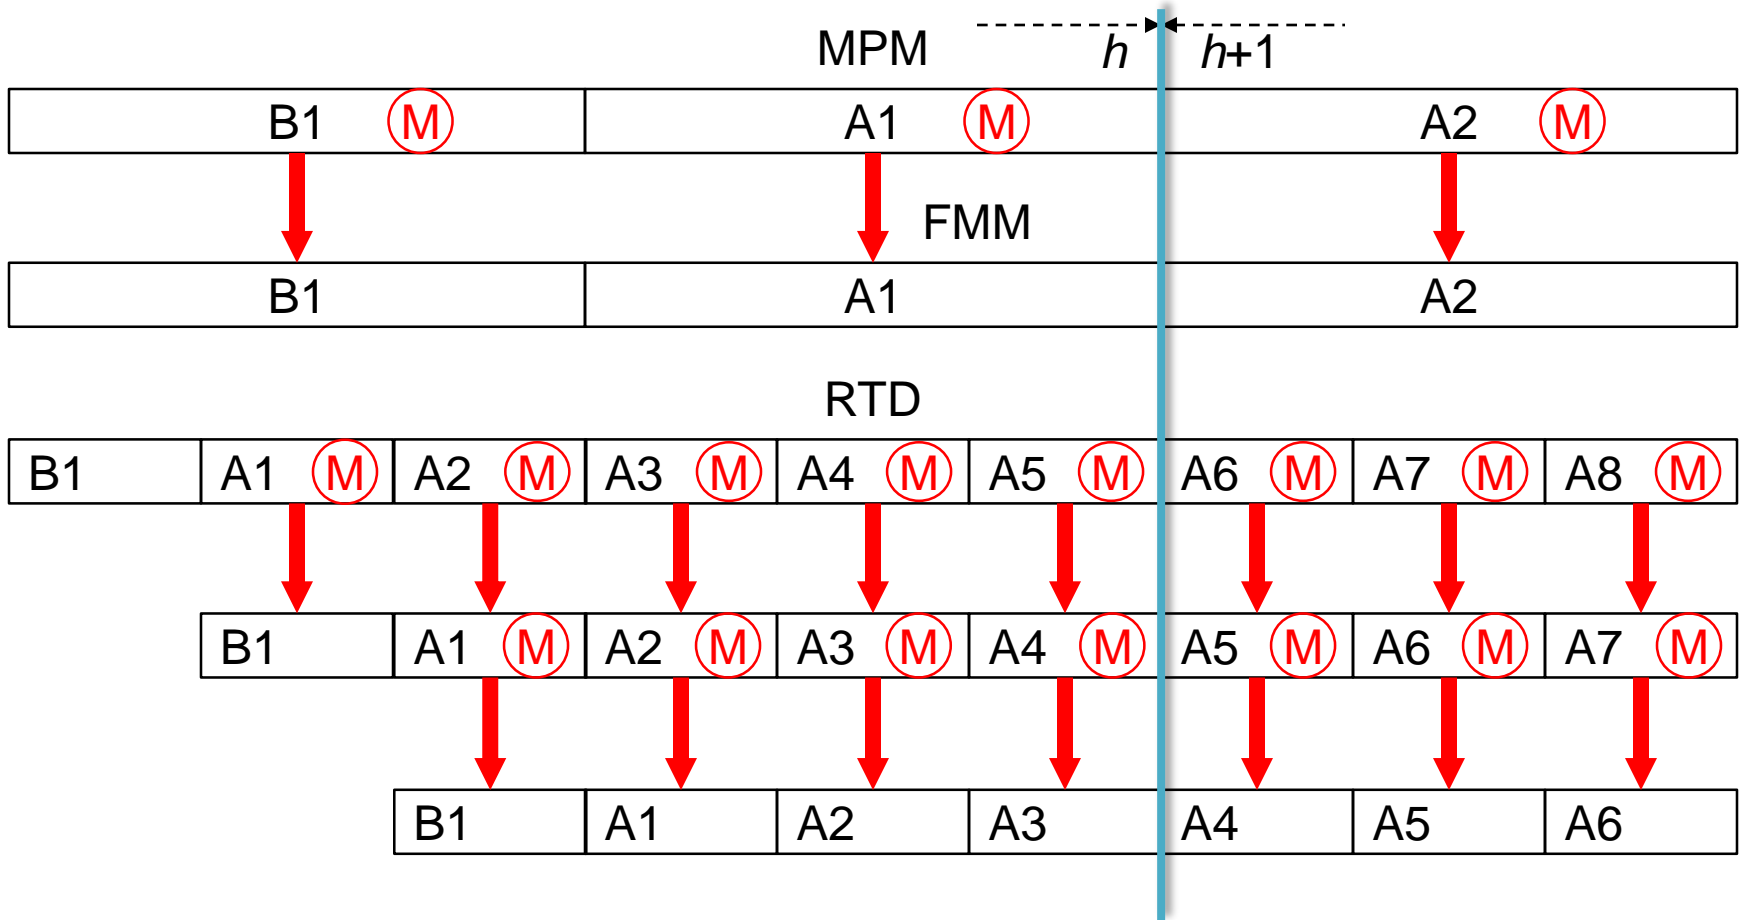 MPM h h+1
B1 M A1 M A2 M
FMM
B1 A1 A2
RTD
B1 A1 M A2 M A3 M A4 M A5 M A6 M A7 M A8 M
B1 A1 M A2 M A3 M A4 M A5 M A6 M A7 M
B1 A1 A2 A3 A4 A5 A6